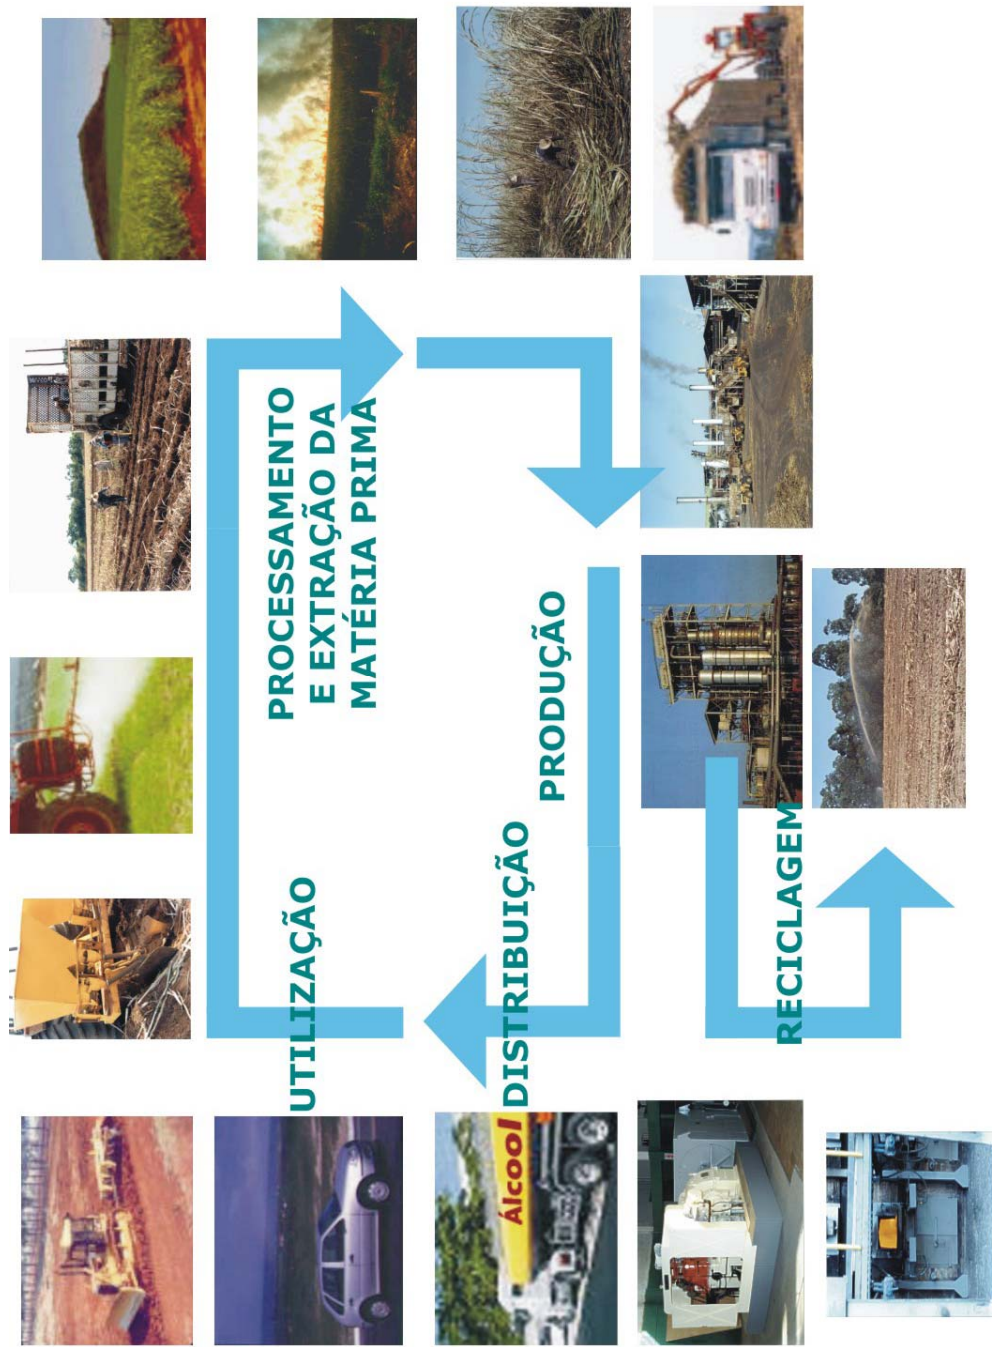 UTILIZAÇÃO
PROCESSAMENTO
E EXTRAÇÃO DA
MATÉRIA PRIMA
Álcool
DISTRIBUIÇÃO
PRODUÇÃO
RECICLAGEM